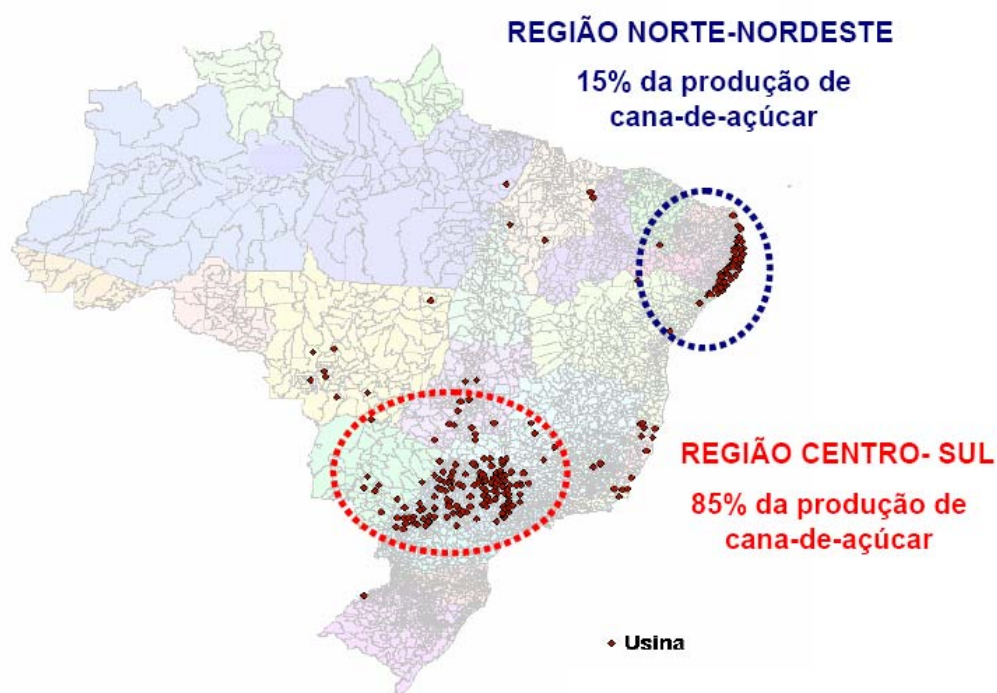 REGIÃO NORTE-NORDESTE
15% da produção de
cana-de-açúcar
REGIÃO CENTRO- SUL
85% da produção de
cana-de-açúcar
Usina